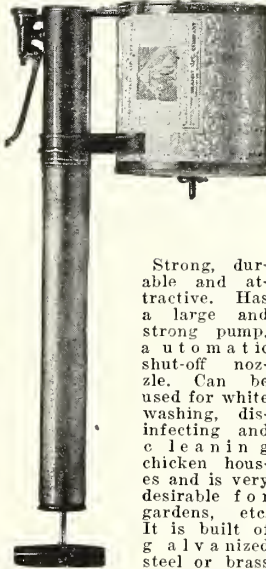 Strong, dur-
able and at-
tractive. Has
a large and
strong pump,
automatic
shut-off noz-
zle. Can be
used for white
washing, dis-
infecting and
cleaning
chicken hous-
es and is very
desirable for
gardens, etc.
It is built of
galvanized
steel or brass